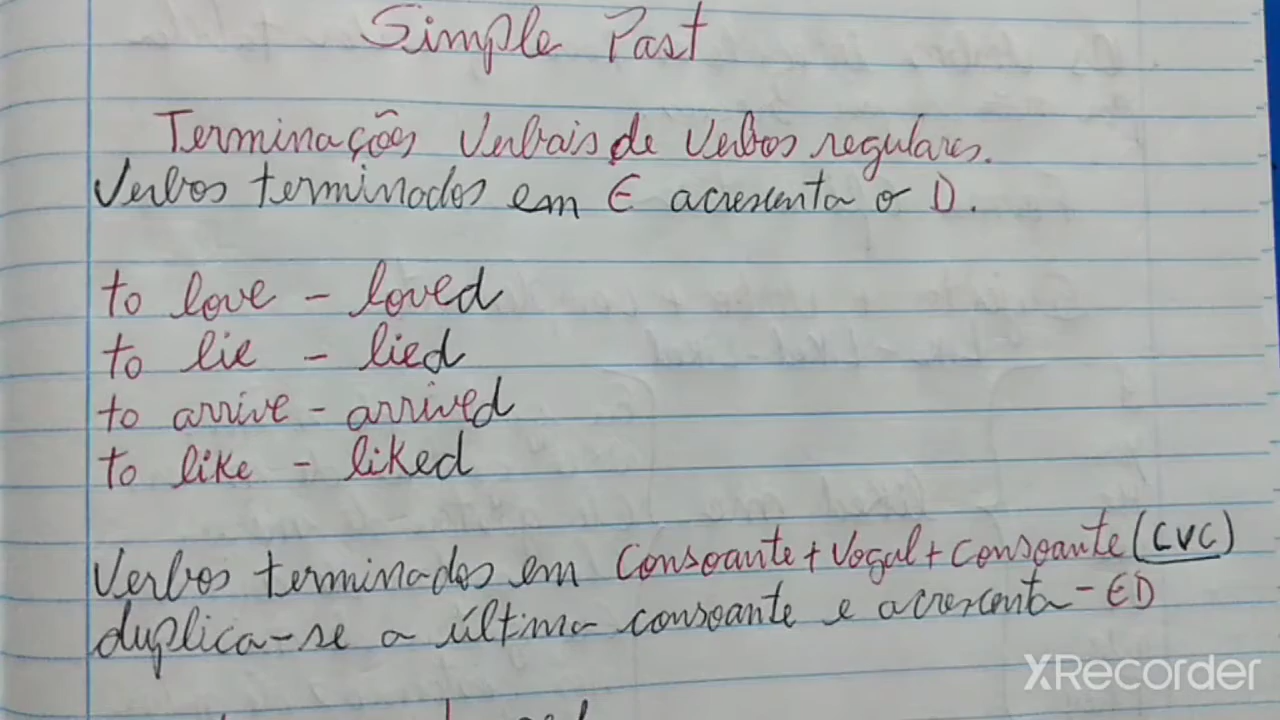 Simple Past
Terminações Verbais de Verbos regulares.
Verbos terminados em E acrescenta o D.
to love - loved
to lie - lied
to arrive - arrived
to like - liked
Verbos terminados em Consoante + Vogal + Consoante (CVC)
duplica-se a última consoante e acrescenta - ED
XRecorder